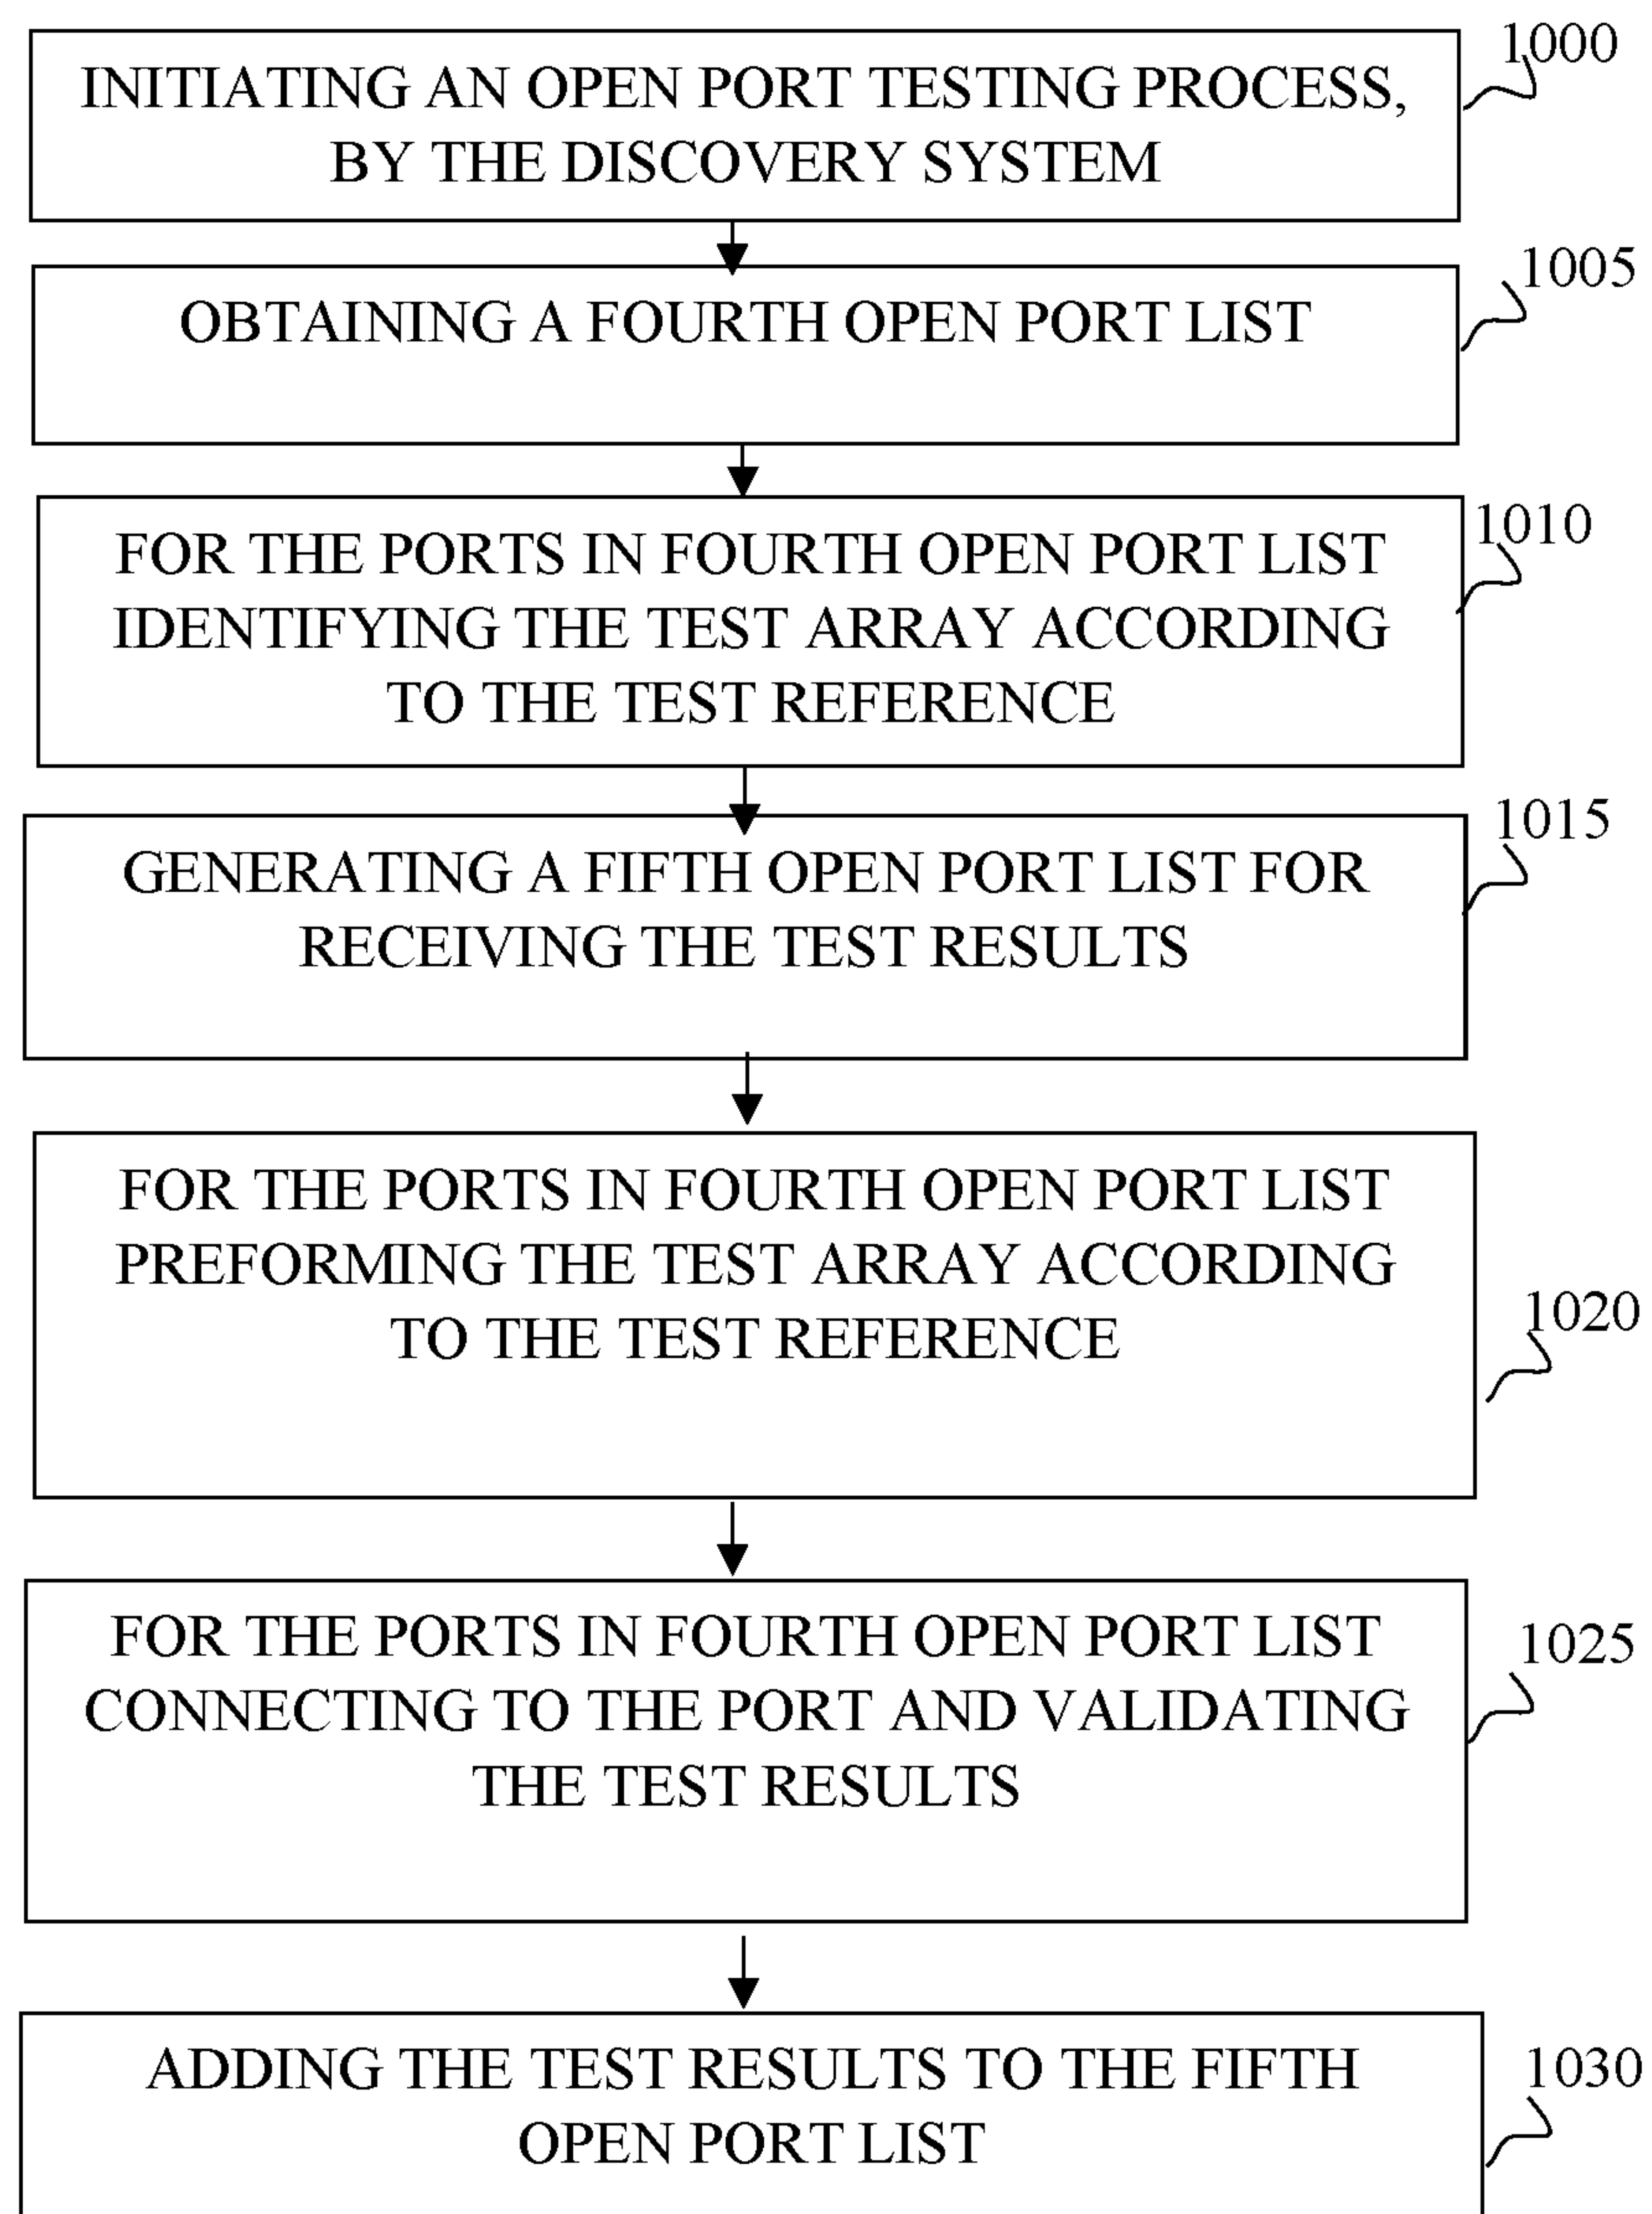 1000
INITIATING AN OPEN PORT TESTING PROCESS,
BY THE DISCOVERY SYSTEM
1005
OBTAINING A FOURTH OPEN PORT LIST
1010
FOR THE PORTS IN FOURTH OPEN PORT LIST
IDENTIFYING THE TEST ARRAY ACCORDING
TO THE TEST REFERENCE
1015
GENERATING A FIFTH OPEN PORT LIST FOR
RECEIVING THE TEST RESULTS
FOR THE PORTS IN FOURTH OPEN PORT LIST
PREFORMING THE TEST ARRAY ACCORDING
TO THE TEST REFERENCE
1020
FOR THE PORTS IN FOURTH OPEN PORT LIST
CONNECTING TO THE PORT AND VALIDATING
THE TEST RESULTS
1025
ADDING THE TEST RESULTS TO THE FIFTH
OPEN PORT LIST
1030